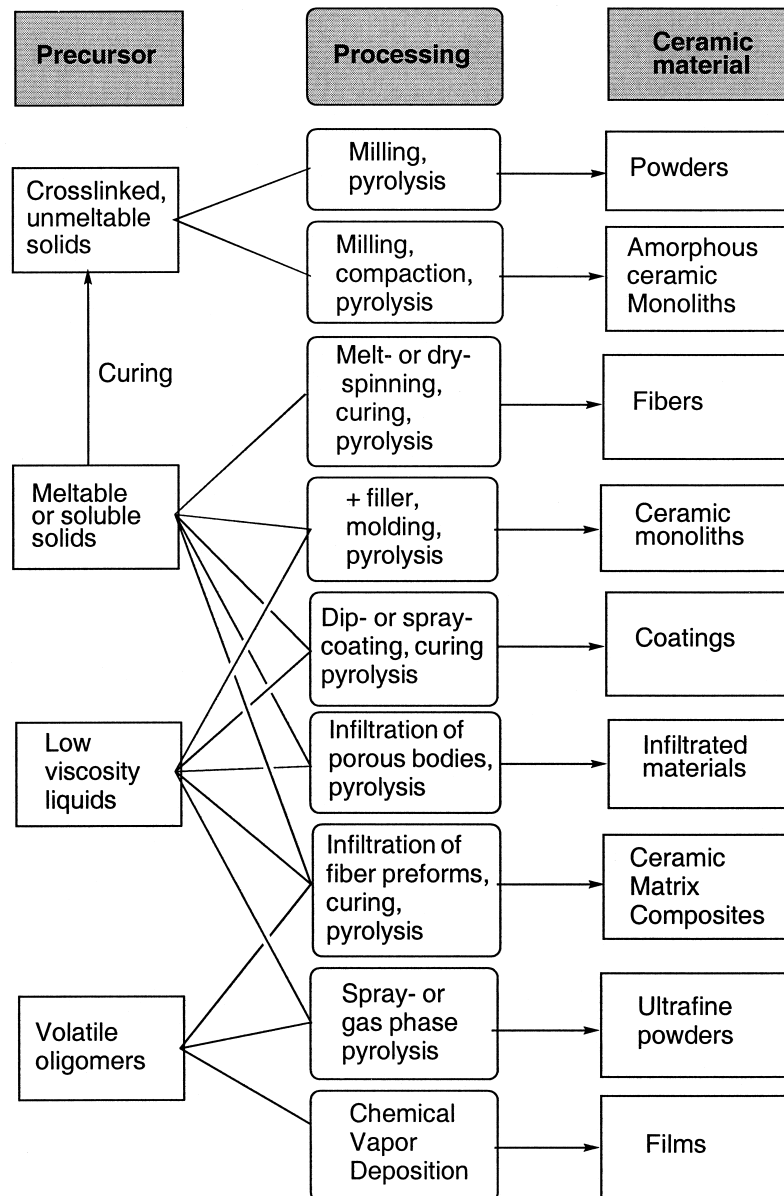 Precursor
Processing
Ceramic
material
Crosslinked,
unmeltable
solids
Milling,
pyrolysis
Powders
Milling,
compaction,
pyrolysis
Amorphous
ceramic
Monoliths
Curing
Melt- or dry-
spinning,
curing,
pyrolysis
Fibers
Meltable
or soluble
solids
+ filler,
molding,
pyrolysis
Ceramic
monoliths
Dip- or spray-
coating, curing
pyrolysis
Coatings
Low
viscosity
liquids
Infiltration of
porous bodies,
pyrolysis
Infiltrated
materials
Infiltration of
fiber preforms,
curing,
pyrolysis
Ceramic
Matrix
Composites
Volatile
oligomers
Spray- or
gas phase
pyrolysis
Ultrafine
powders
Chemical
Vapor
Deposition
Films